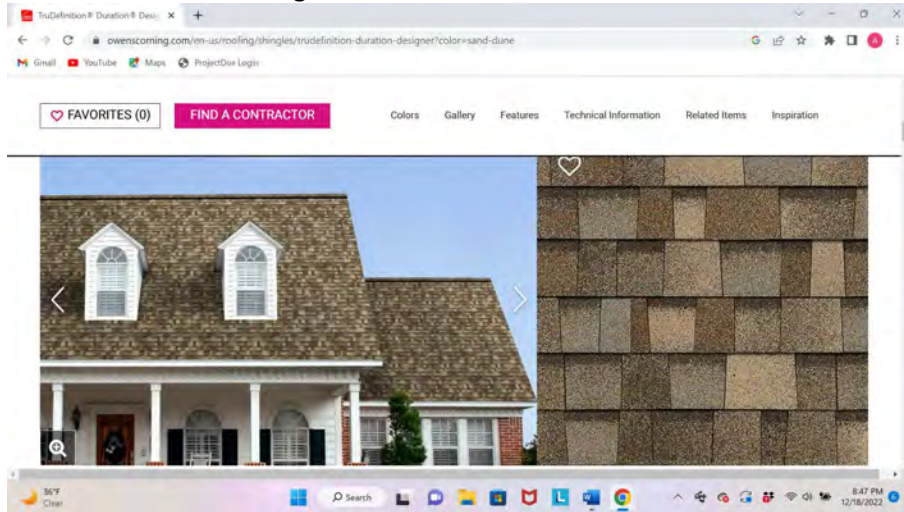 TruDefinition® Duration® Desig
owenscorning.com/en-us/roofing/shingles/trudefinition-duration-designer?color=sand-dune
Gmail YouTube Maps ProjectDox Login
FAVORITES (0) FIND A CONTRACTOR Colors Gallery Features Technical Information Related Items Inspiration
36°F
Clear
Search
8:47 PM
12/18/2022